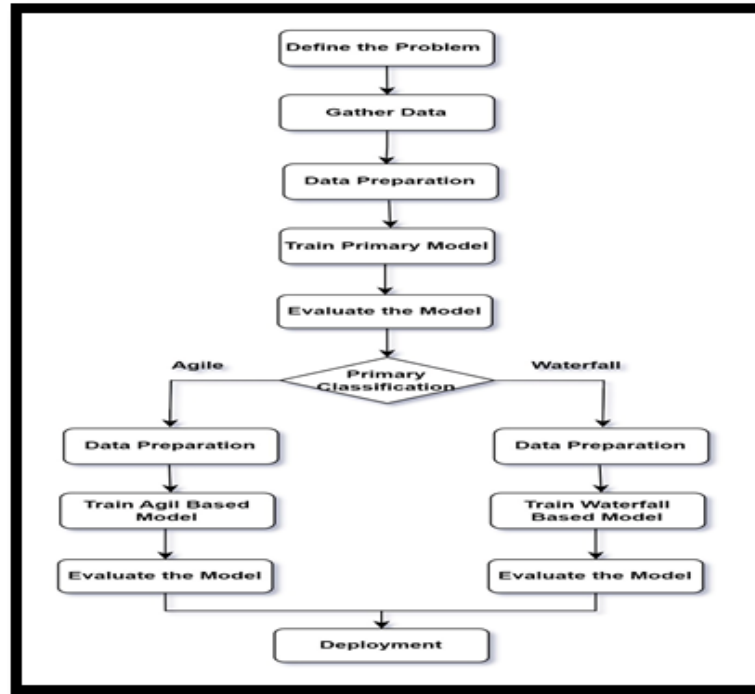 Define the Problem
Gather Data
Data Preparation
Train Primary Model
Evaluate the Model
Agile
Primary
Classification
Waterfall
Data Preparation
Train Agil Based
Model
Evaluate the Model
Data Preparation
Train Waterfall
Based Model
Evaluate the Model
Deployment